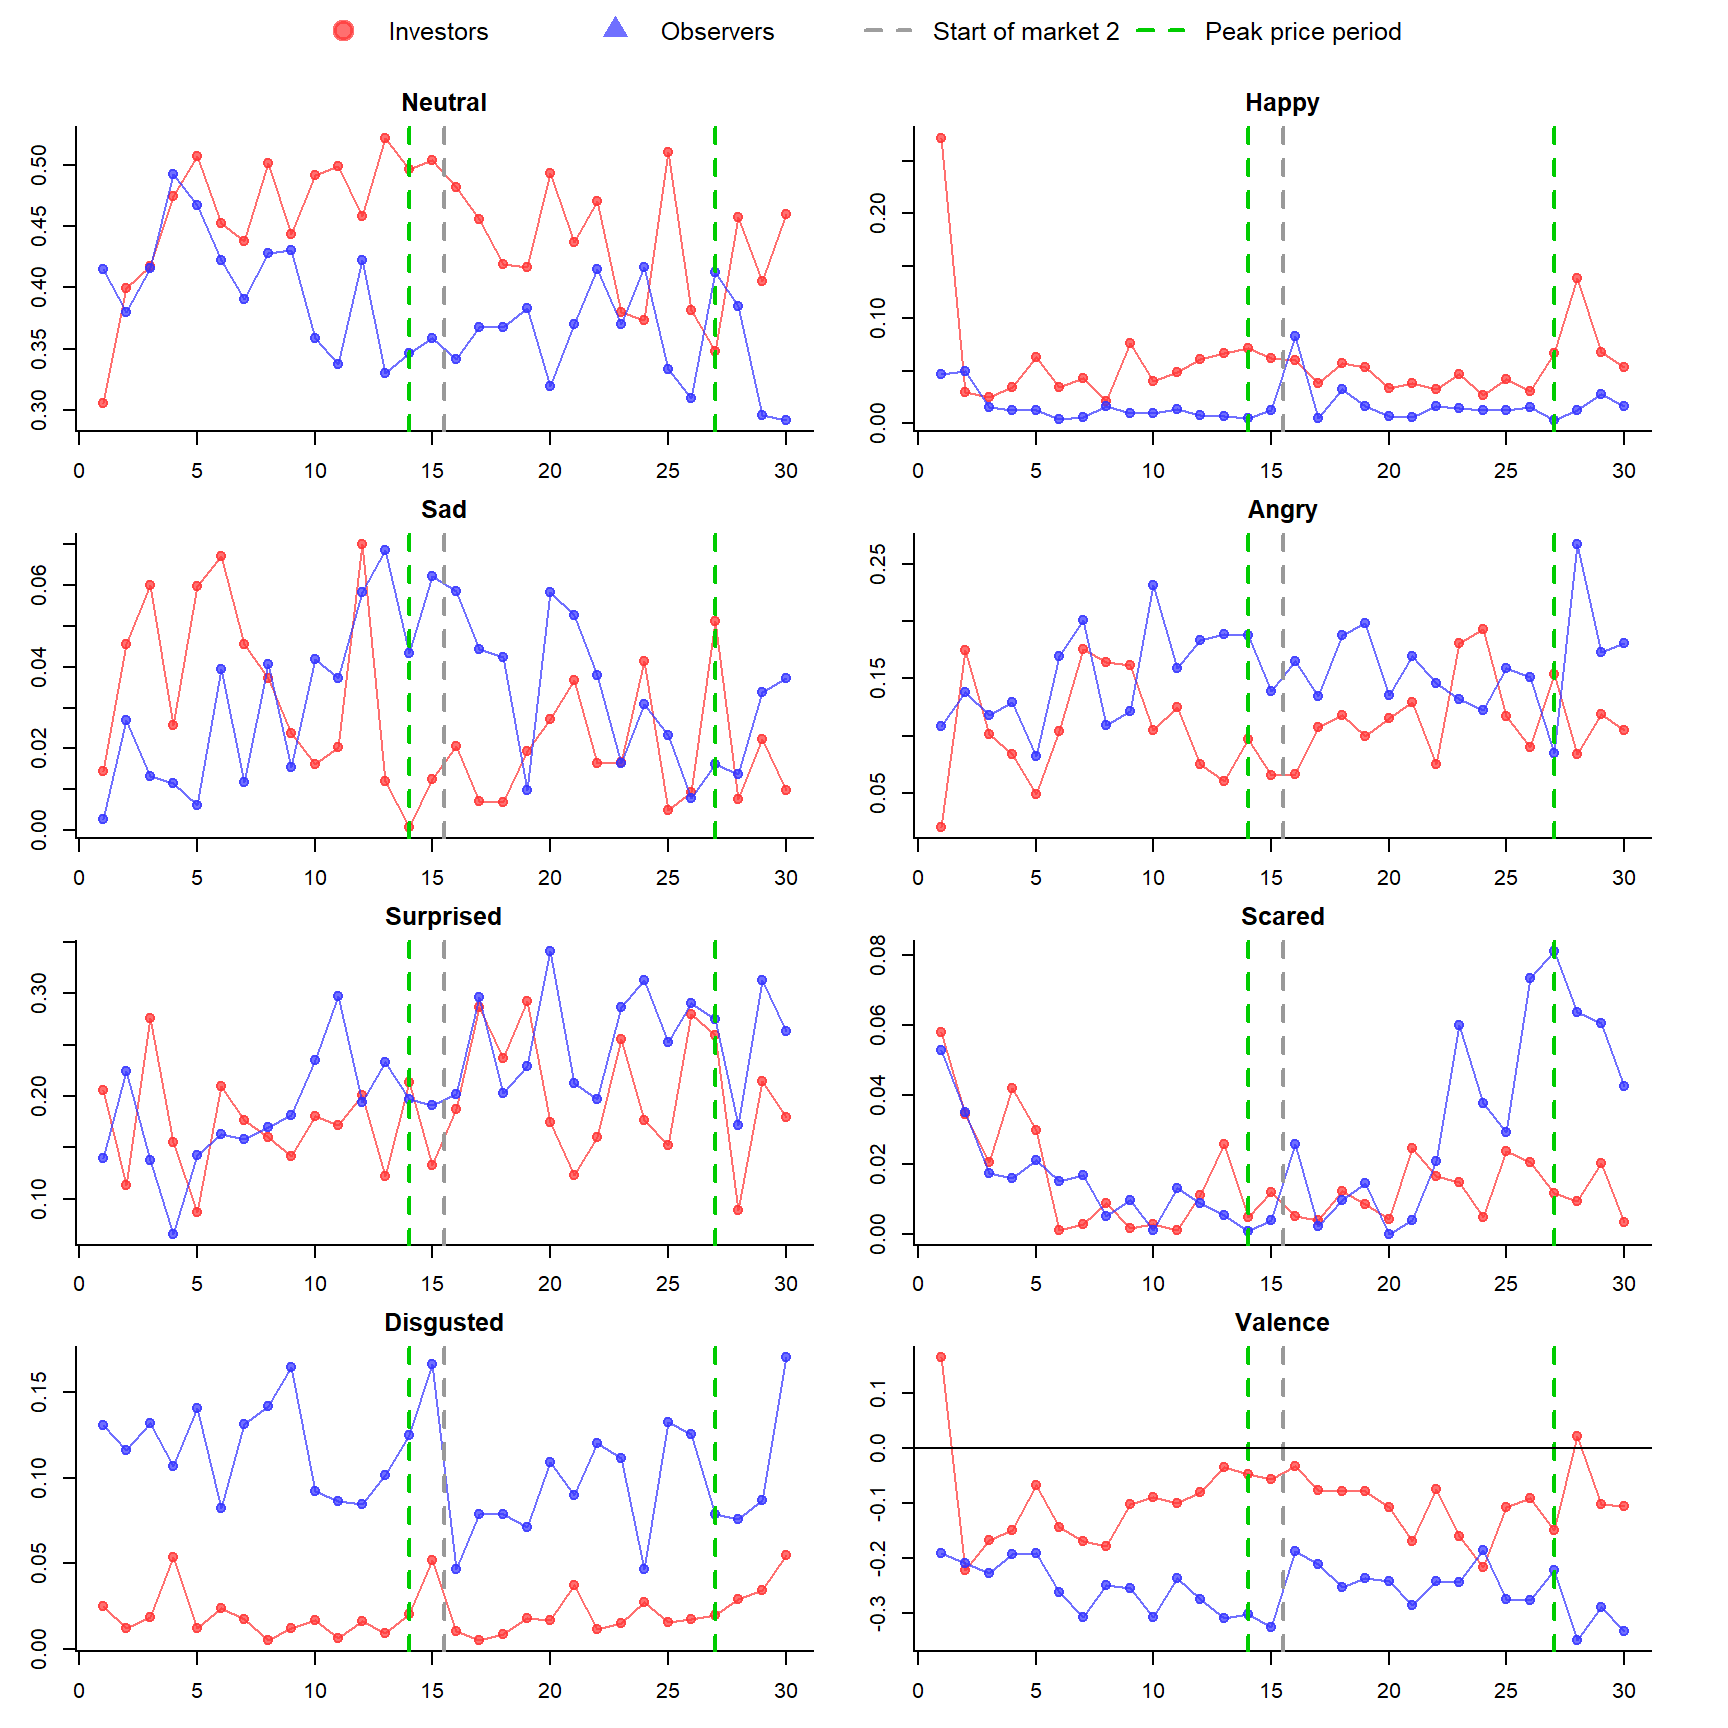 Investors Observers Start of market 2 Peak price period
Neutral Happy
0.50
0.45
0.40
0.35
0.30
0 5 10 15 20 25 30
0.20
0.10
0.00
0 5 10 15 20 25 30
Sad Angry
0.06
0.04
0.02
0.00
0 5 10 15 20 25 30
0.25
0.15
0.05
0 5 10 15 20 25 30
Surprised Scared
0.30
0.20
0.10
0 5 10 15 20 25 30
0.08
0.06
0.04
0.02
0.00
0 5 10 15 20 25 30
Disgusted Valence
0.15
0.10
0.05
0.00
0 5 10 15 20 25 30
0.1
0.0
-0.1
-0.2
-0.3
0 5 10 15 20 25 30